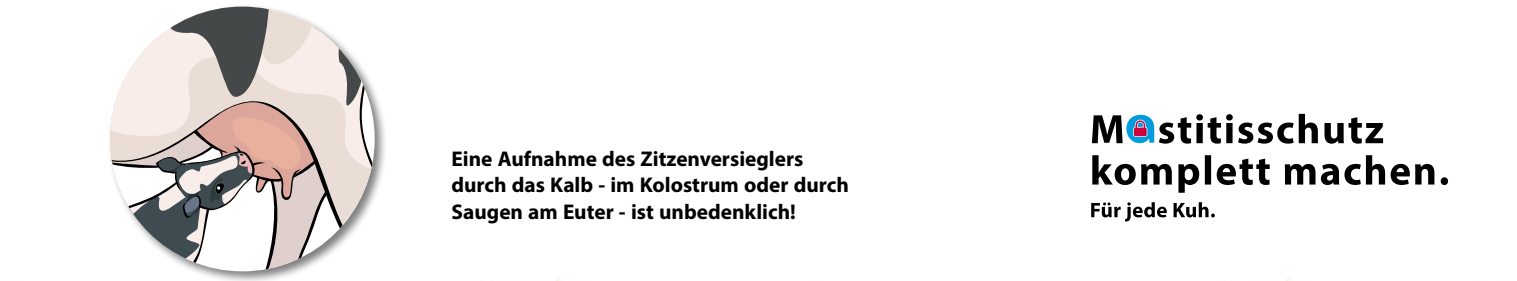 Eine Aufnahme des Zitzenversieglers
durch das Kalb - im Kolostrum oder durch
Saugen am Euter - ist unbedenklich!
Mastitisschutz
komplett machen.
Für jede Kuh.